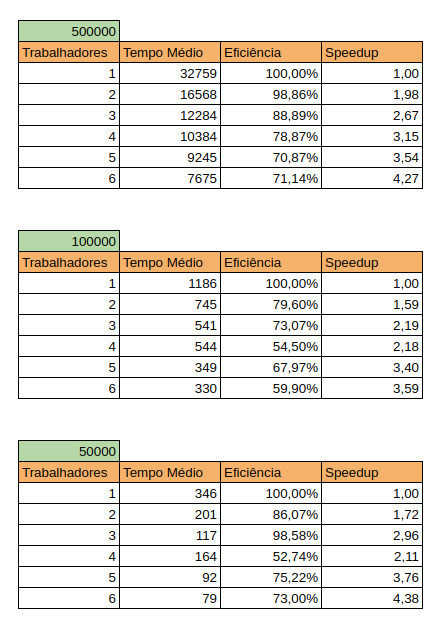 500000
Trabalhadores Tempo Médio Eficiência Speedup
1 32759 100,00% 1,00
2 16568 98,86% 1,98
3 12284 88,89% 2,67
4 10384 78,87% 3,15
5 9245 70,87% 3,54
6 7675 71,14% 4,27
100000
Trabalhadores Tempo Médio Eficiência Speedup
1 1186 100,00% 1,00
2 745 79,60% 1,59
3 541 73,07% 2,19
4 544 54,50% 2,18
5 349 67,97% 3,40
6 330 59,90% 3,59
50000
Trabalhadores Tempo Médio Eficiência Speedup
1 346 100,00% 1,00
2 201 86,07% 1,72
3 117 98,58% 2,96
4 164 52,74% 2,11
5 92 75,22% 3,76
6 79 73,00% 4,38